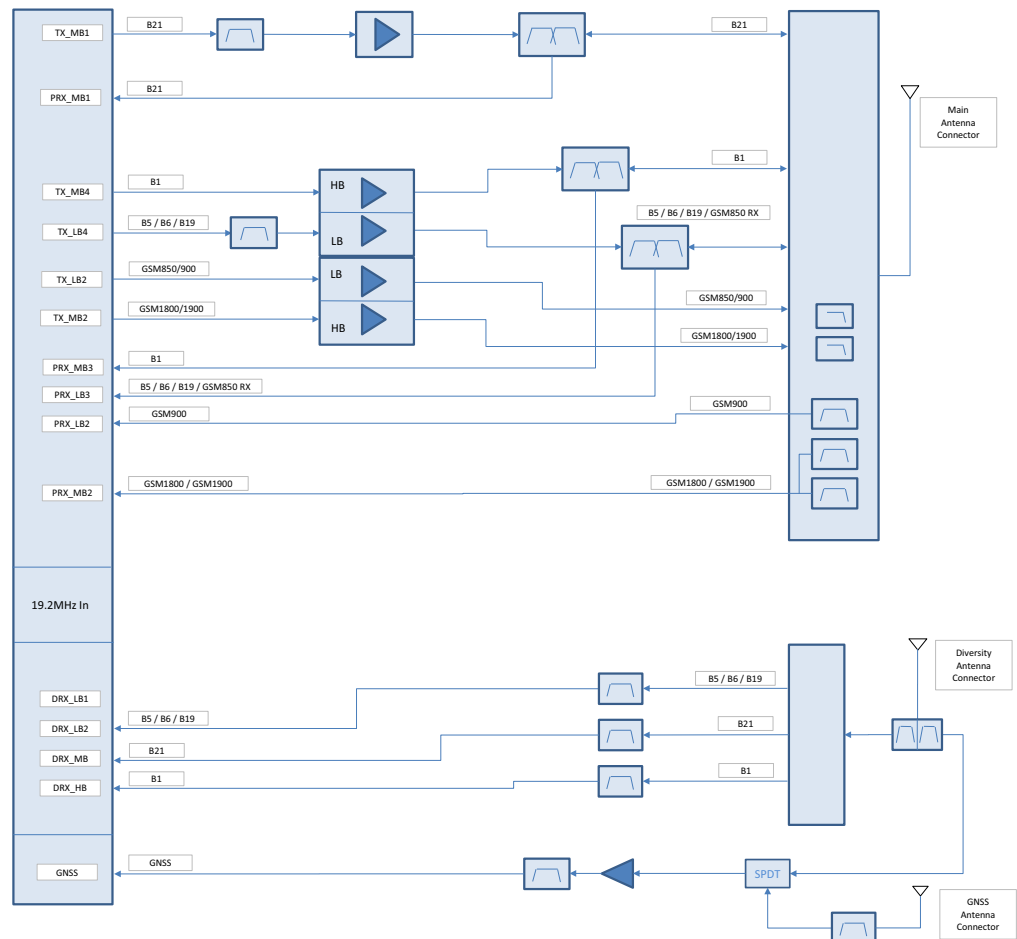 TX_MB1
B21
B21
PRX_MB1
B21
Main
Antenna
Connector
TX_MB4
B1
HB
B1
TX_LB4
B5 / B6 / B19
LB
B5 / B6 / B19 / GSM850 RX
TX_LB2
GSM850/900
LB
GSM850/900
TX_MB2
GSM1800/1900
HB
GSM1800/1900
PRX_MB3
B1
PRX_LB3
B5 / B6 / B19 / GSM850 RX
PRX_LB2
GSM900
GSM900
PRX_MB2
GSM1800 / GSM1900
GSM1800 / GSM1900
19.2MHz In
Diversity
Antenna
Connector
DRX_LB1
B5 / B6 / B19
DRX_LB2
B5 / B6 / B19
B21
DRX_MB
B21
B1
DRX_HB
B1
GNSS
GNSS
SPDT
GNSS
Antenna
Connector